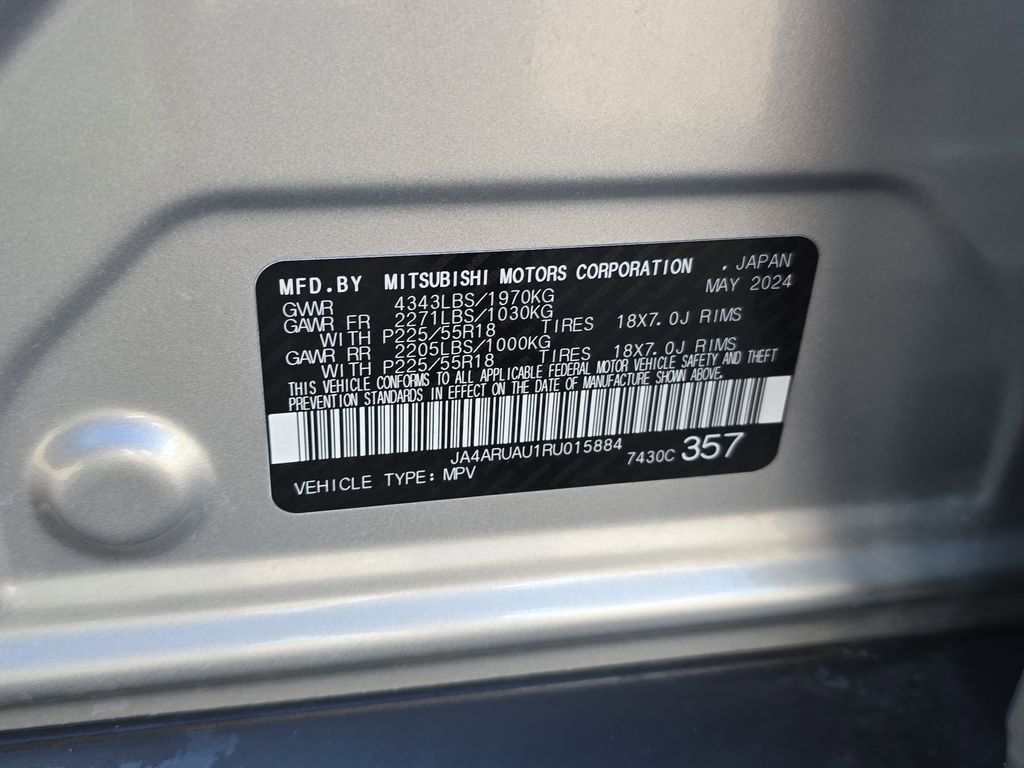 MFD.BY MITSUBISHI MOTORS CORPORATION , JAPAN
MAY 2024
GVWR 4343LBS/1970KG
GAWR FR 2271LBS/1030KG
WITH P225/55R18 TIRES 18X7.0J RIMS
GAWR RR 2205LBS/1000KG
WITH P225/55R18 TIRES 18X7.0J RIMS
THIS VEHICLE CONFORMS TO ALL APPLICABLE FEDERAL MOTOR VEHICLE SAFETY AND THEFT
PREVENTION STANDARDS IN EFFECT ON THE DATE OF MANUFACTURE SHOWN ABOVE.
JA4ARUAU1RU015884
VEHICLE TYPE: MPV 7430C 357